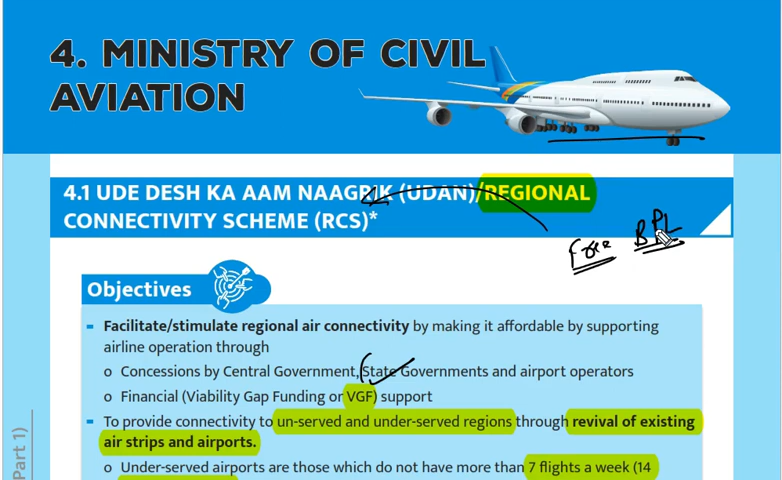 4. MINISTRY OF CIVIL
AVIATION
4.1 UDE DESH KA AAM NAAGRIK (UDAN)/REGIONAL
CONNECTIVITY SCHEME (RCS)*
Free BPL
Objectives
Facilitate/stimulate regional air connectivity by making it affordable by supporting
airline operation through
o Concessions by Central Government, State Governments and airport operators
o Financial (Viability Gap Funding or VGF) support
To provide connectivity to un-served and under-served regions through revival of existing
air strips and airports.
o Under-served airports are those which do not have more than 7 flights a week (14
Part 1)